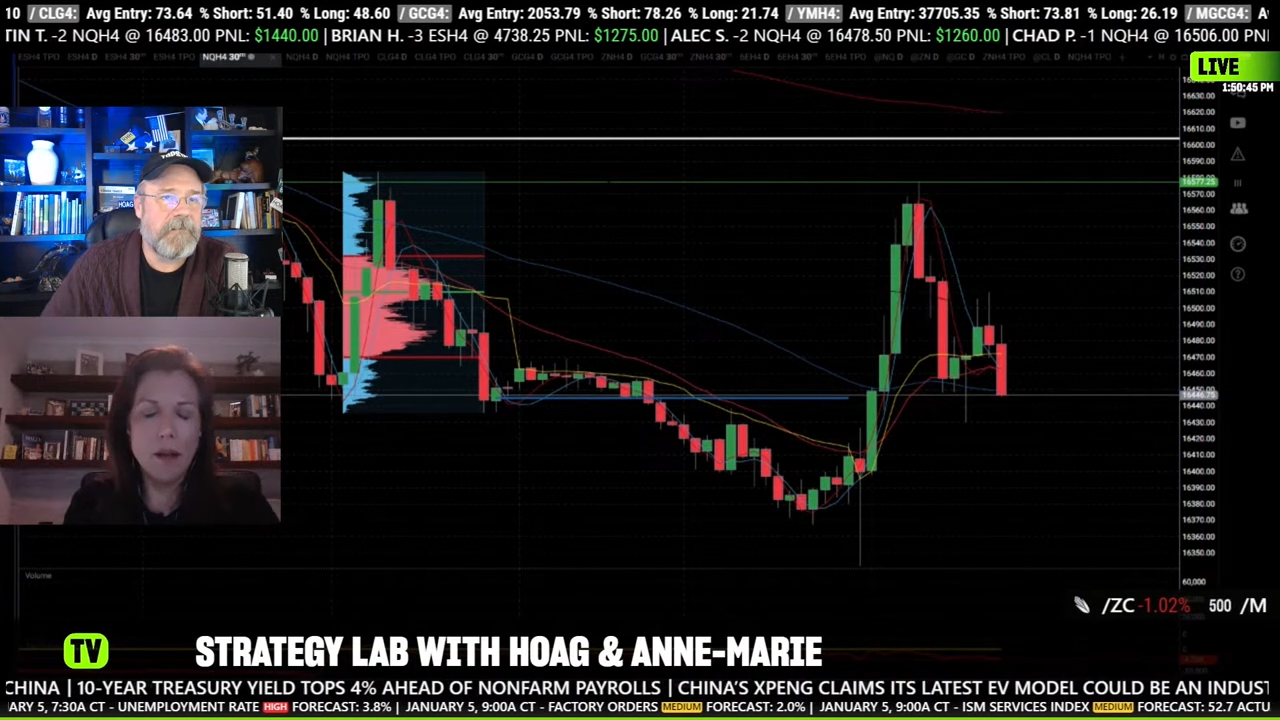 10 /CLG4: Avg Entry: 73.64 % Short: 51.40 % Long: 48.60 /GCG4: Avg Entry: 2053.79 % Short: 78.26 % Long: 21.74 /YMH4: Avg Entry: 37705.35 % Short: 73.81 % Long: 26.19 /MGCG4: Av
TIN T. -2 NQH4 @ 16483.00 PNL: $1440.00 | BRIAN H. -3 ESH4 @ 4738.25 PNL: $1275.00 | ALEC S. -2 NQH4 @ 16478.50 PNL: $1260.00 | CHAD P. -1 NQH4 @ 16506.00 PNL
NQH4 30m
LIVE
1:50:45 PM
16630.00
16620.00
16610.00
16600.00
16590.00
16577.25
16570.00
16560.00
16550.00
16540.00
16530.00
16520.00
16510.00
16500.00
16490.00
16480.00
16470.00
16460.00
16450.00
16446.75
16440.00
16430.00
16420.00
16410.00
16400.00
16390.00
16380.00
16370.00
16360.00
16350.00
Volume
60,000
/ZC -1.02% 500 /M
TV
STRATEGY LAB WITH HOAG & ANNE-MARIE
CHINA | 10-YEAR TREASURY YIELD TOPS 4% AHEAD OF NONFARM PAYROLLS | CHINA'S XPENG CLAIMS ITS LATEST EV MODEL COULD BE AN INDUST
ARY 5, 7:30A CT - UNEMPLOYMENT RATE HIGH FORECAST: 3.8% | JANUARY 5, 9:00A CT - FACTORY ORDERS MEDIUM FORECAST: 2.0% | JANUARY 5, 9:00A CT - ISM SERVICES INDEX MEDIUM FORECAST: 52.7 ACTU